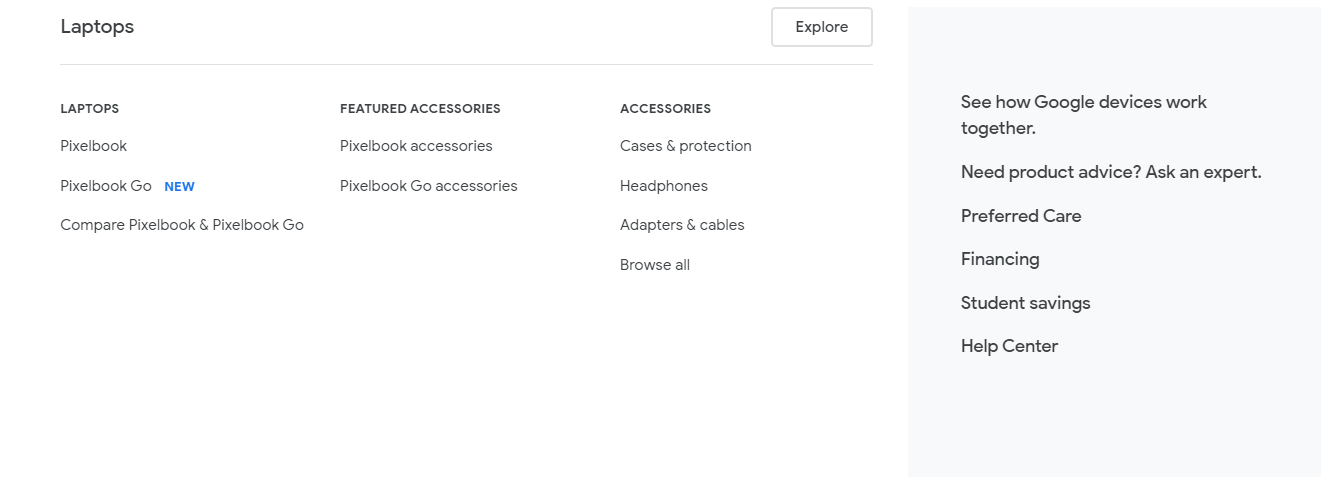 Laptops
Explore
LAPTOPS
Pixelbook
Pixelbook Go NEW
Compare Pixelbook & Pixelbook Go
FEATURED ACCESSORIES
Pixelbook accessories
Pixelbook Go accessories
ACCESSORIES
Cases & protection
Headphones
Adapters & cables
Browse all
See how Google devices work
together.
Need product advice? Ask an expert.
Preferred Care
Financing
Student savings
Help Center